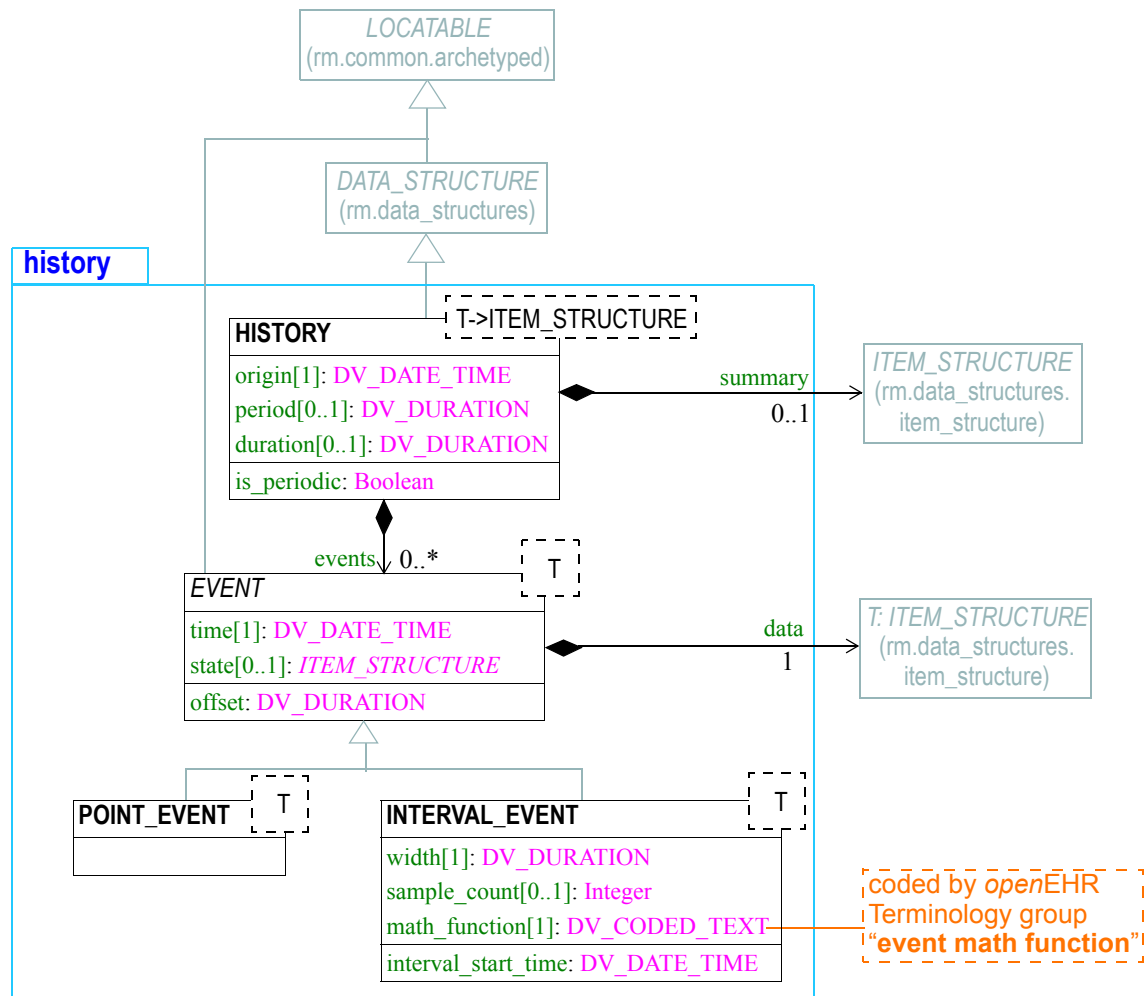 LOCATABLE
(rm.common.archetyped)
DATA_STRUCTURE
(rm.data_structures)
history
T->ITEM_STRUCTURE
HISTORY
origin[1]: DV_DATE_TIME
period[0..1]: DV_DURATION
duration[0..1]: DV_DURATION
is_periodic: Boolean
summary
0..1
ITEM_STRUCTURE
(rm.data_structures.
item_structure)
events
0..*
T
EVENT
time[1]: DV_DATE_TIME
state[0..1]: ITEM_STRUCTURE
offset: DV_DURATION
data
1
T: ITEM_STRUCTURE
(rm.data_structures.
item_structure)
T
POINT_EVENT
T
INTERVAL_EVENT
width[1]: DV_DURATION
sample_count[0..1]: Integer
math_function[1]: DV_CODED_TEXT
interval_start_time: DV_DATE_TIME
coded by openEHR
Terminology group
“event math function”